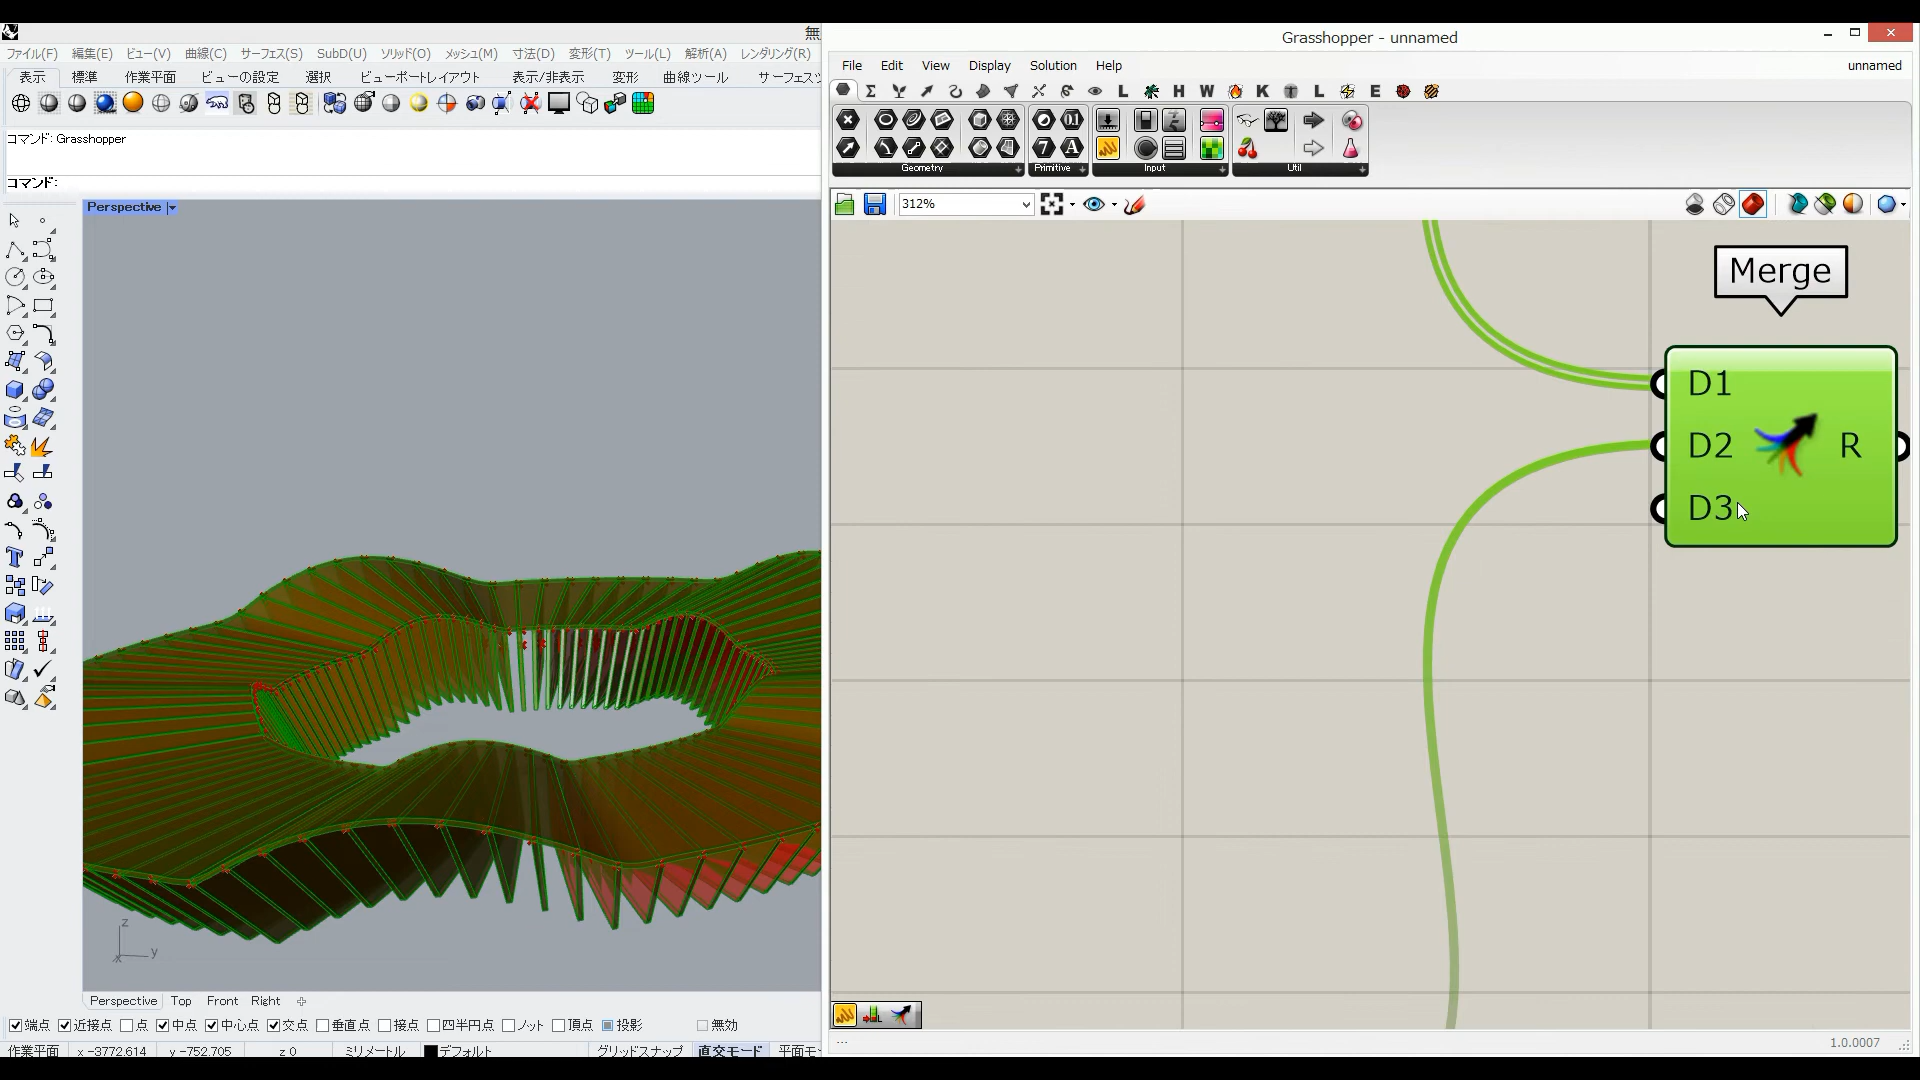 無
Grasshopper - unnamed
ファイル(F) 編集(E) ビュー(V) 曲線(C) サーフェス(S) SubD(U) ソリッド(O) メッシュ(M) 寸法(D) 変形(T) ツール(L) 解析(A) レンダリング(R)
File Edit View Display Solution Help unnamed
表示 標準 作業平面 ビューの設定 選択 ビューポートレイアウト 表示/非表示 変形 曲線ツール サーフェスツ
Σ L H W K T L E
コマンド: Grasshopper
コマンド:
0.1 7 A
Geometry Primitive Input Util
Perspective
312%
Merge
D1
D2 R
D3
z
y
x
Perspective Top Front Right
端点 近接点 点 中点 中心点 交点 垂直点 接点 四半円点 ノット 頂点 投影 無効
作業平面 x -3772.614 y -752.705 z 0 ミリメートル デフォルト グリッドスナップ 直交モード 平面モー
...
1.0.0007